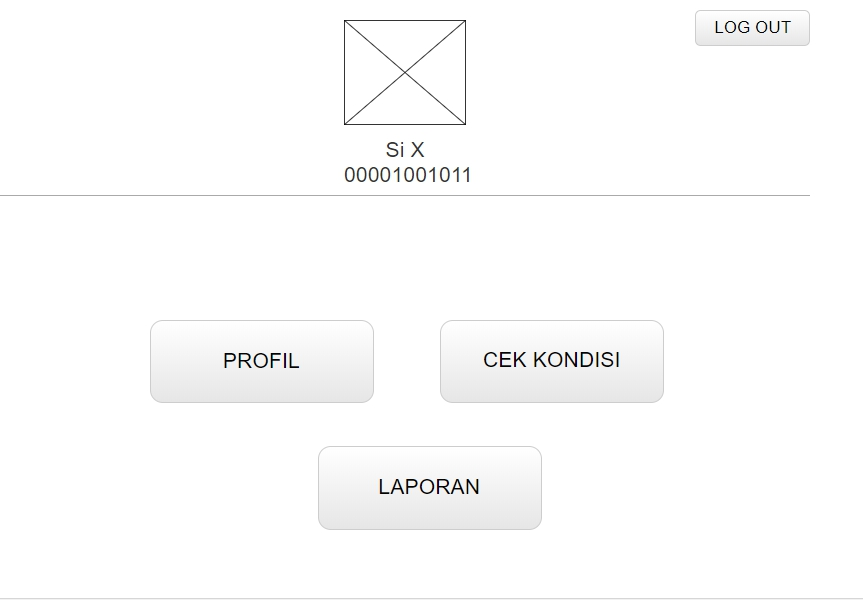 LOG OUT
Si X
00001001011
PROFIL
CEK KONDISI
LAPORAN